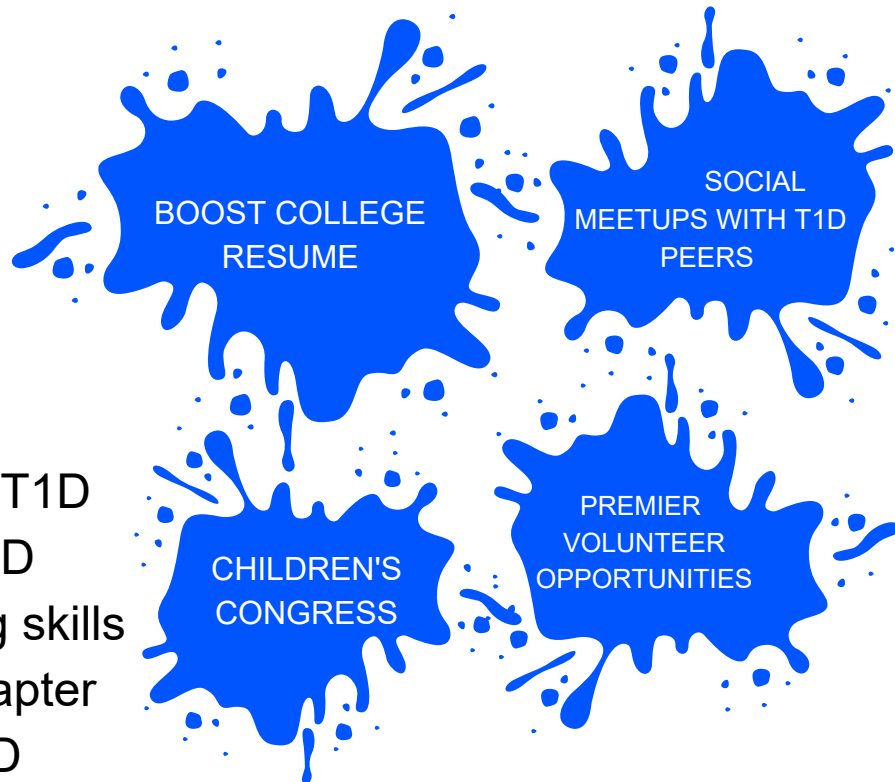 BOOST COLLEGE
RESUME
SOCIAL
MEETUPS WITH T1D
PEERS
T1D
D
g skills
apter
D
CHILDREN'S
CONGRESS
PREMIER
VOLUNTEER
OPPORTUNITIES